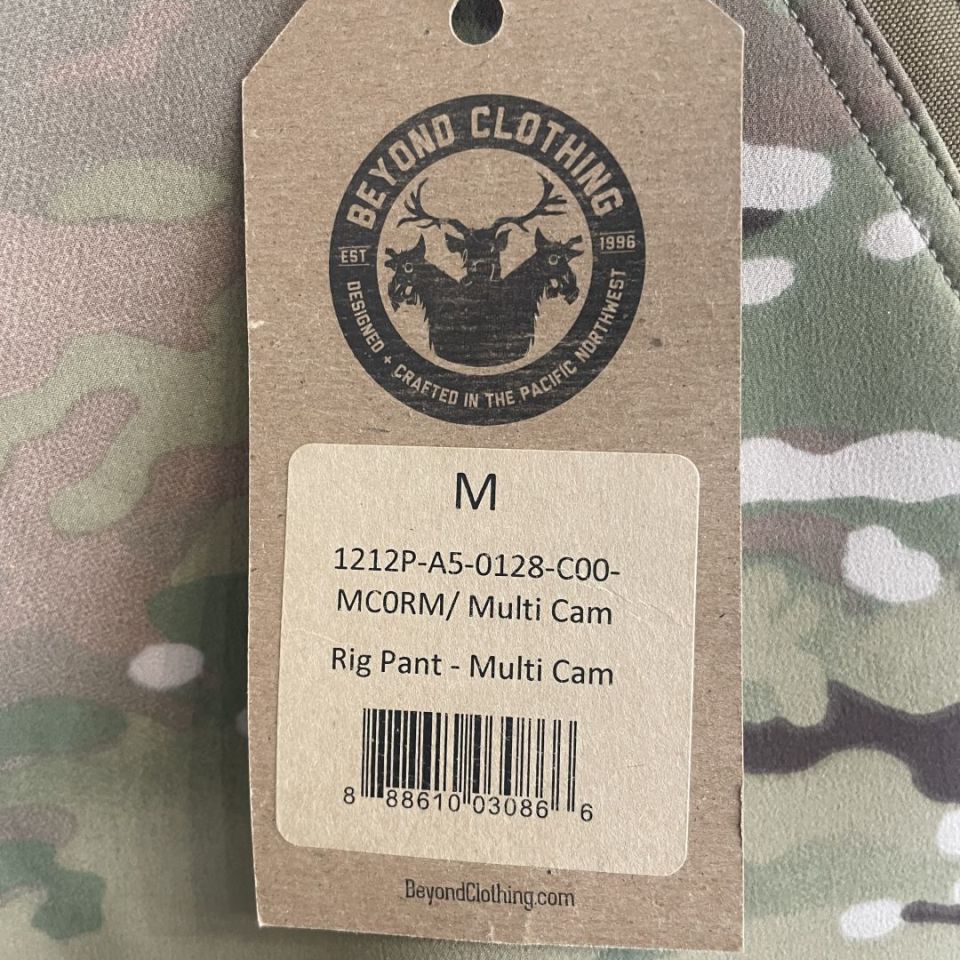 BEYOND CLOTHING
EST
1996
DESIGNED + CRAFTED IN THE PACIFIC NORTHWEST
M
1212P-A5-0128-C00-
MC0RM/ Multi Cam
Rig Pant - Multi Cam
8 88610 03086 6
BeyondClothing.com